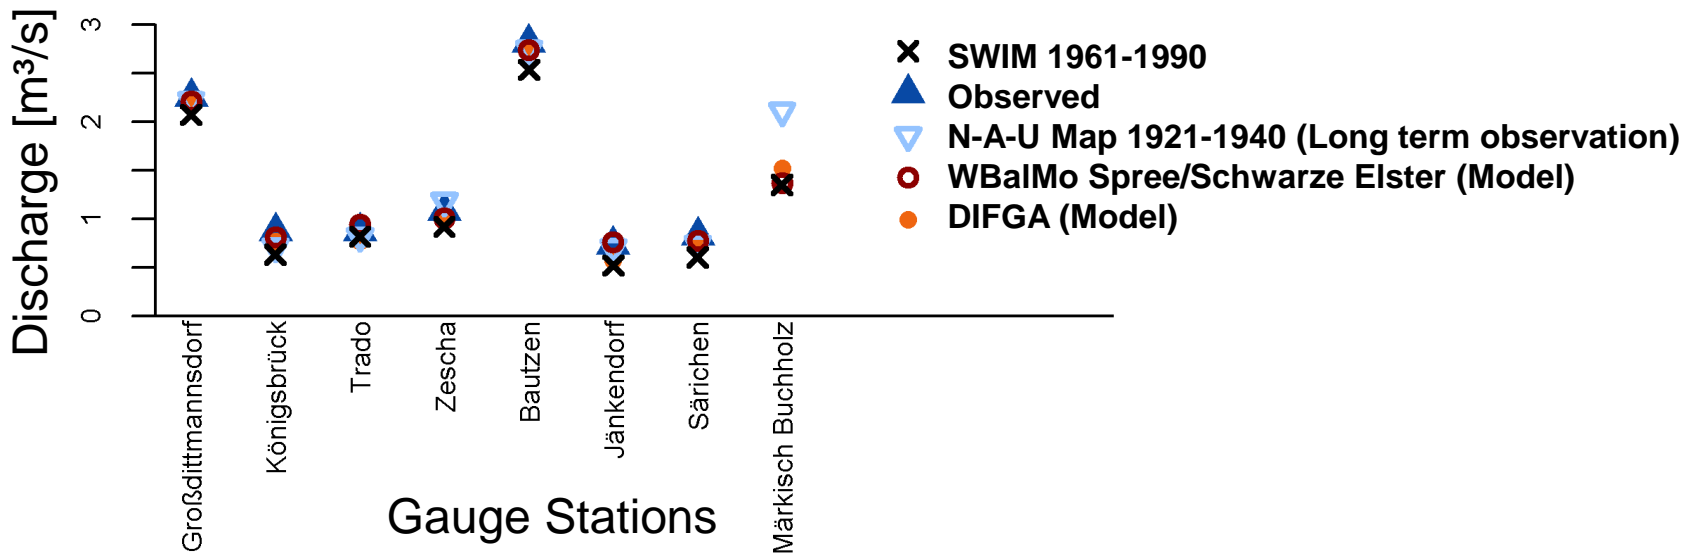 Discharge [m³/s]
3
2
1
0
SWIM 1961-1990
Observed
N-A-U Map 1921-1940 (Long term observation)
WBalMo Spree/Schwarze Elster (Model)
DIFGA (Model)
Großdittmannsdorf
Königsbrück
Trado
Zescha
Bautzen
Jänkendorf
Särichen
Märkisch Buchholz
Gauge Stations